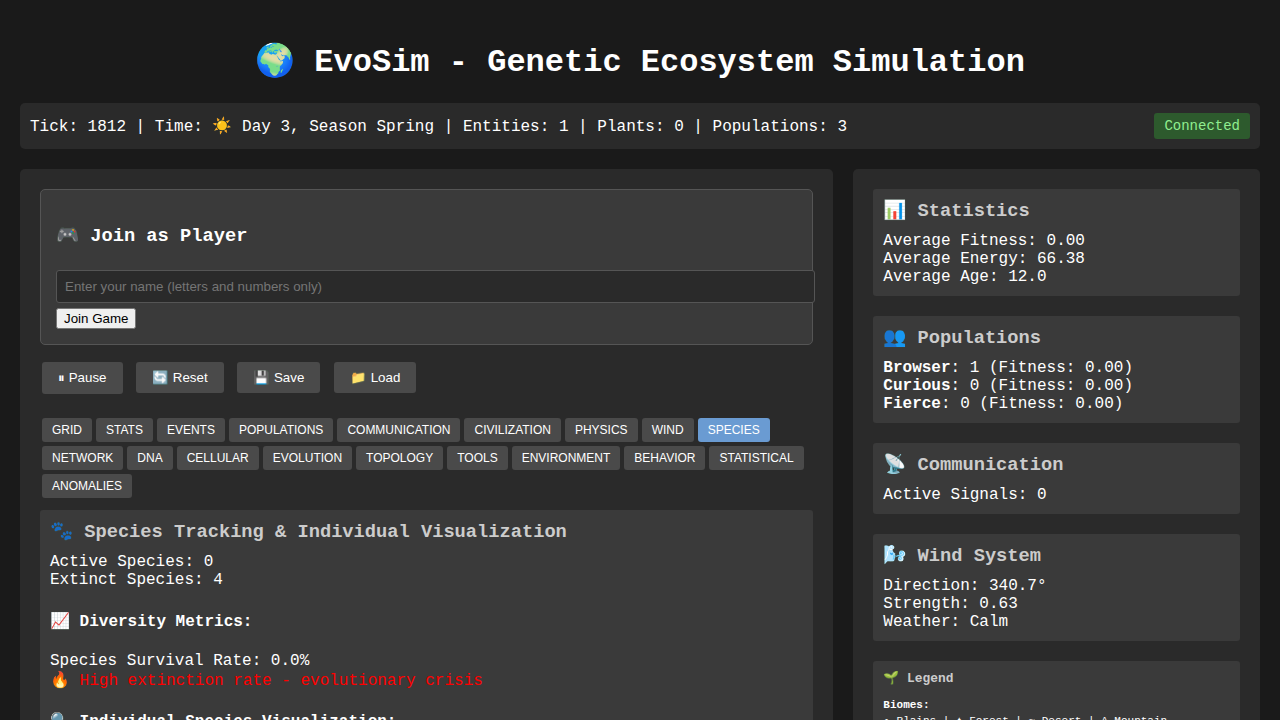 🌍 EvoSim - Genetic Ecosystem Simulation
Tick: 1812 | Time: ☀️ Day 3, Season Spring | Entities: 1 | Plants: 0 | Populations: 3
Connected
🎮 Join as Player
Enter your name (letters and numbers only)
Join Game
⏸ Pause
🔄 Reset
💾 Save
📁 Load
GRID STATS EVENTS POPULATIONS COMMUNICATION CIVILIZATION PHYSICS WIND SPECIES
NETWORK DNA CELLULAR EVOLUTION TOPOLOGY TOOLS ENVIRONMENT BEHAVIOR STATISTICAL
ANOMALIES
🐾 Species Tracking & Individual Visualization
Active Species: 0
Extinct Species: 4
📈 Diversity Metrics:
Species Survival Rate: 0.0%
🔥 High extinction rate - evolutionary crisis
🔍 Individual Species Visualization:
📊 Statistics
Average Fitness: 0.00
Average Energy: 66.38
Average Age: 12.0
👥 Populations
Browser: 1 (Fitness: 0.00)
Curious: 0 (Fitness: 0.00)
Fierce: 0 (Fitness: 0.00)
📡 Communication
Active Signals: 0
🌬️ Wind System
Direction: 340.7°
Strength: 0.63
Weather: Calm
🌱 Legend
Biomes:
Plains | Forest | ~ Desert | ^ Mountain